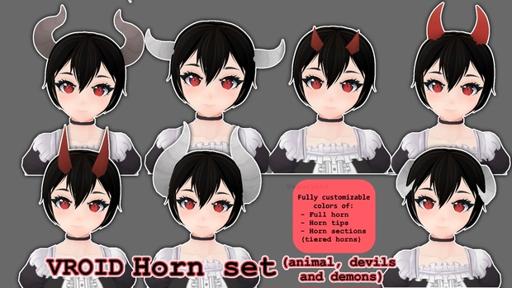 Fully customizable
colors of:
- Full horn
- Horn tips
- Horn sections
(tiered horns)
VROID Horn set (animal, devils
and demons)